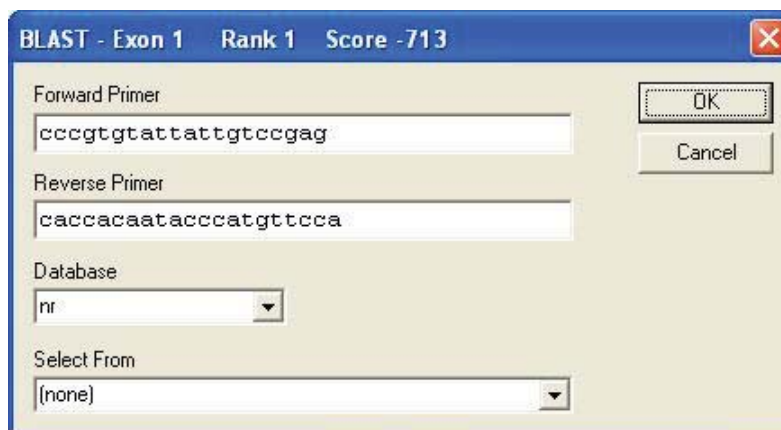 BLAST - Exon 1 Rank 1 Score -713
Forward Primer
cccgtgtattattgtccgag
OK
Cancel
Reverse Primer
caccacaatacccatgttcca
Database
nr
Select From
(none)